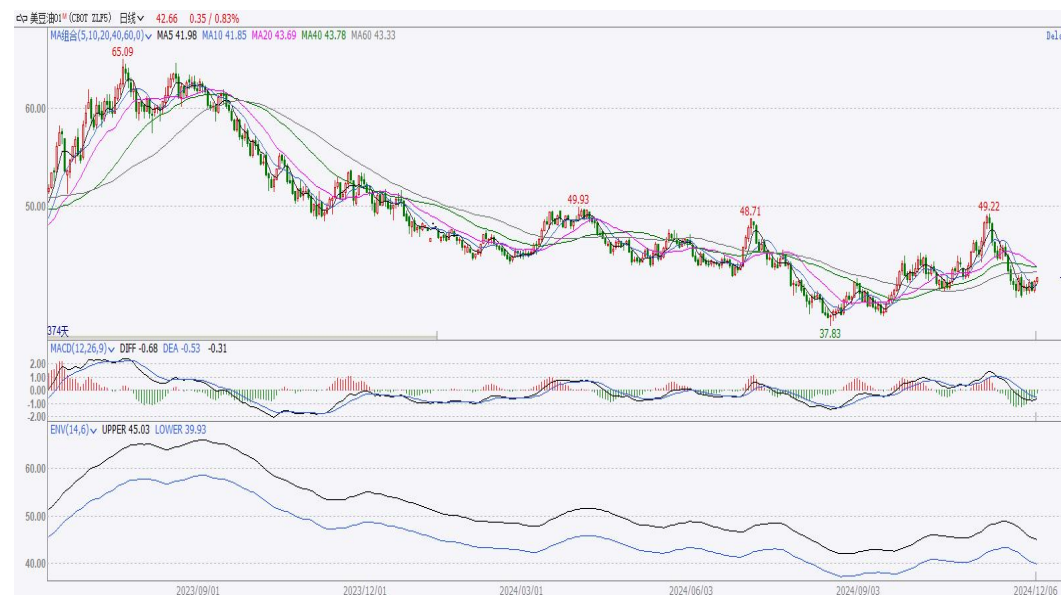 美豆油01M (CBOT ZLF5) 日线 42.66 0.35 / 0.83%
MA组合(5,10,20,40,60,0) MA5 41.98 MA10 41.85 MA20 43.69 MA40 43.78 MA60 43.33
65.09
60.00
50.00
49.93
48.71
49.22
37.83
374天
MACD(12,26,9) DIFF -0.68 DEA -0.53 -0.31
2.00
1.00
0.00
-1.00
-2.00
ENV(14,6) UPPER 45.03 LOWER 39.93
60.00
50.00
40.00
2023/09/01 2023/12/01 2024/03/01 2024/06/03 2024/09/03 2024/12/06